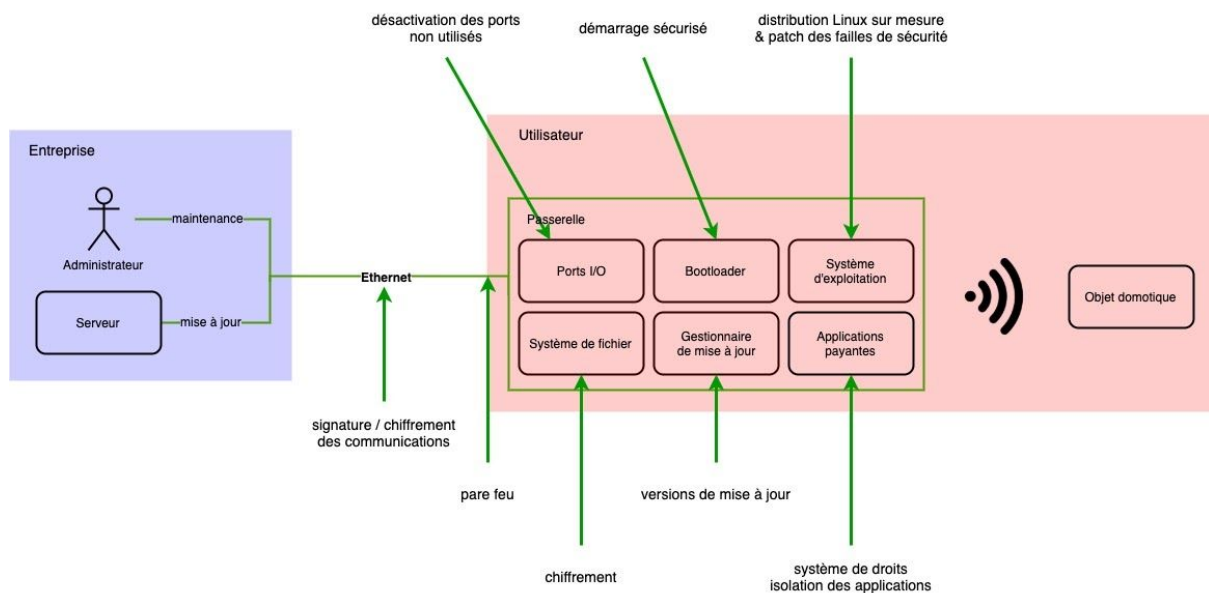 désactivation des ports
non utilisés
démarrage sécurisé
distribution Linux sur mesure
& patch des failles de sécurité
Entreprise
Utilisateur
maintenance
Administrateur
Serveur
mise à jour
Ethernet
Passerelle
Ports I/O
Bootloader
Système
d'exploitation
Système de fichier
Gestionnaire
de mise à jour
Applications
payantes
Objet domotique
signature / chiffrement
des communications
pare feu
versions de mise à jour
chiffrement
système de droits
isolation des applications